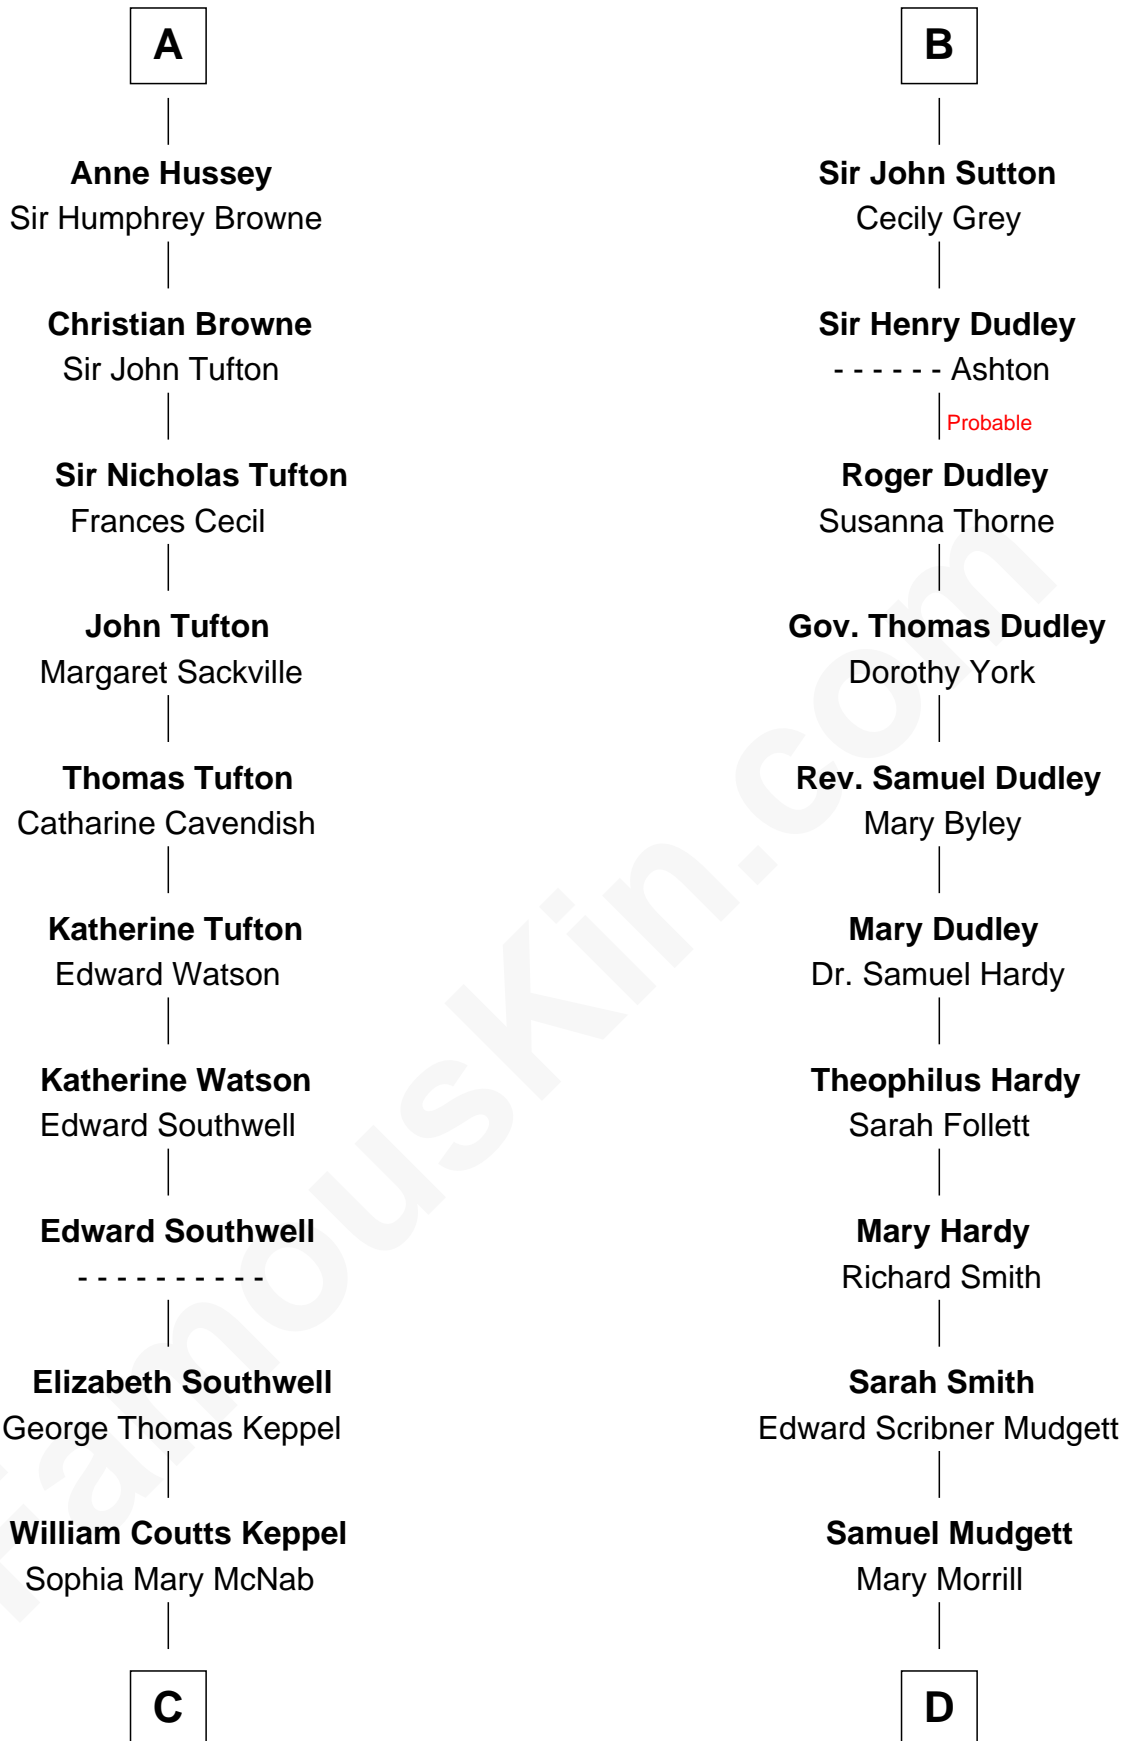 A
Anne Hussey
Sir Humphrey Browne
Christian Browne
Sir John Tufton
Sir Nicholas Tufton
Frances Cecil
John Tufton
Margaret Sackville
Thomas Tufton
Catharine Cavendish
Katherine Tufton
Edward Watson
Katherine Watson
Edward Southwell
Edward Southwell
- - - - - - - - - -
Elizabeth Southwell
George Thomas Keppel
William Coutts Keppel
Sophia Mary McNab
C
B
Sir John Sutton
Cecily Grey
Sir Henry Dudley
- - - - - - Ashton
Probable
Roger Dudley
Susanna Thorne
Gov. Thomas Dudley
Dorothy York
Rev. Samuel Dudley
Mary Byley
Mary Dudley
Dr. Samuel Hardy
Theophilus Hardy
Sarah Follett
Mary Hardy
Richard Smith
Sarah Smith
Edward Scribner Mudgett
Samuel Mudgett
Mary Morrill
D
FamousKin.com